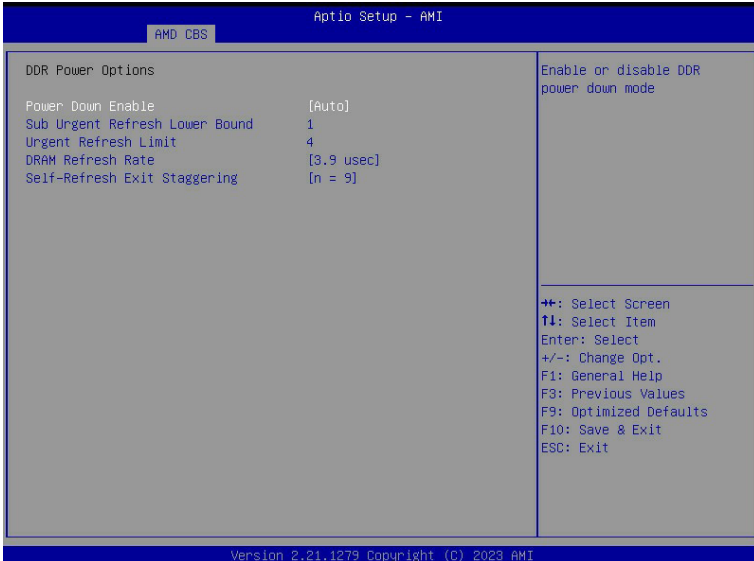 Aptio Setup - AMI
AMD CBS
DDR Power Options
Power Down Enable [Auto]
Sub Urgent Refresh Lower Bound 1
Urgent Refresh Limit 4
DRAM Refresh Rate [3.9 usec]
Self-Refresh Exit Staggering [n = 9]
Enable or disable DDR
power down mode
→←: Select Screen
↑↓: Select Item
Enter: Select
+/-: Change Opt.
F1: General Help
F3: Previous Values
F9: Optimized Defaults
F10: Save & Exit
ESC: Exit
Version 2.21.1279 Copyright (C) 2023 AMI